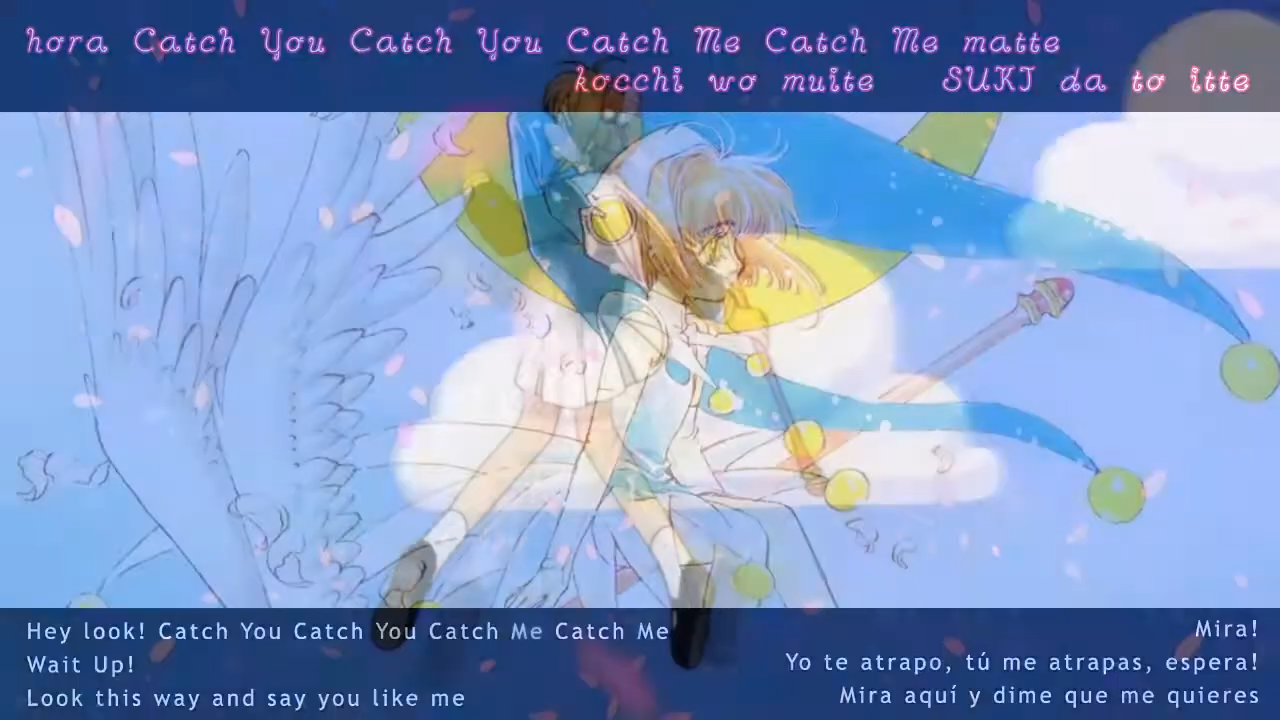 hora Catch You Catch You Catch Me Catch Me matte
kocchi wo muite SUKI da to itte
Hey look! Catch You Catch You Catch Me Catch Me
Wait Up!
Look this way and say you like me
Mira!
Yo te atrapo, tú me atrapas, espera!
Mira aquí y dime que me quieres